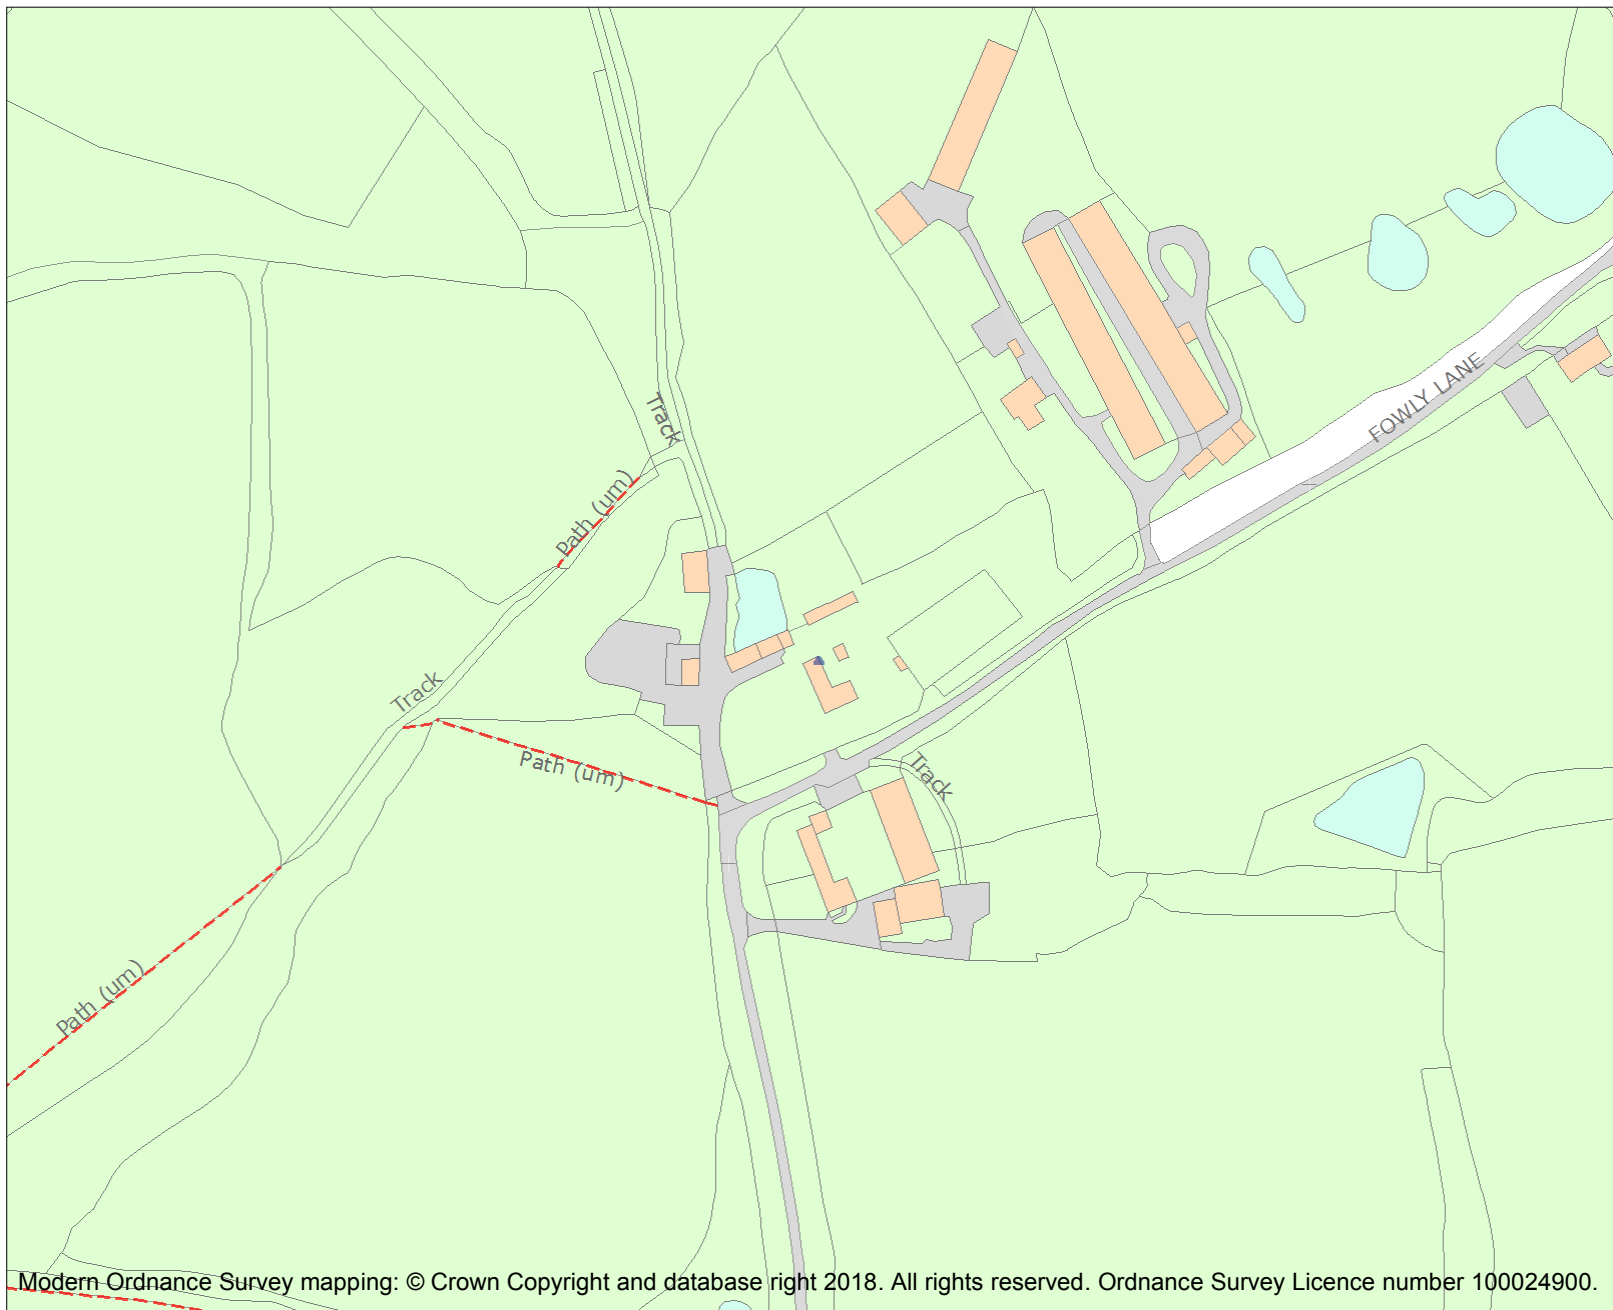 FOWLY LANE
Track
Path (um)
Track
Path (um)
Track
Path (um)
Modern Ordnance Survey mapping: © Crown Copyright and database right 2018. All rights reserved. Ordnance Survey Licence number 100024900.